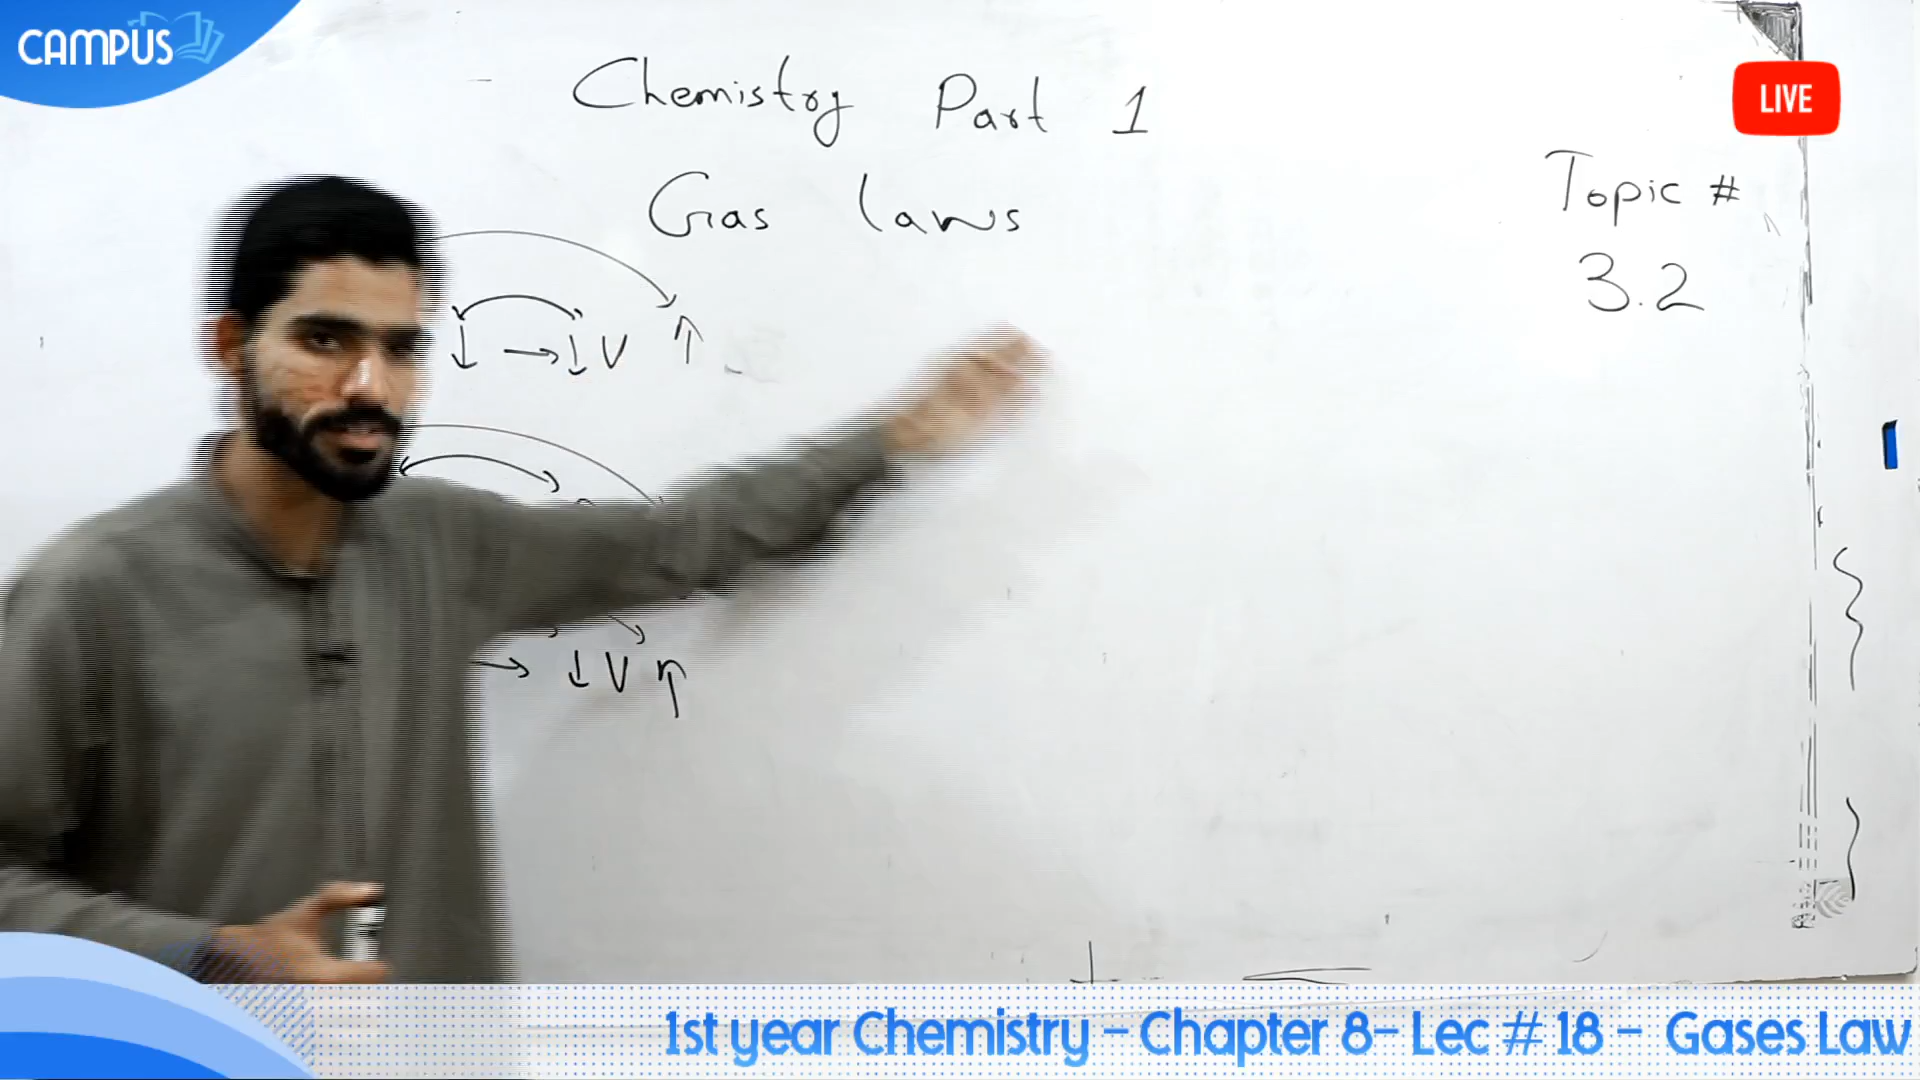 CAMPUS
LIVE
Chemistry Part 1
Gas laws
Topic #
3.2
↓ → ↓ V ↑
→ ↓ V ↑
1st year Chemistry – Chapter 8– Lec # 18 – Gases Law